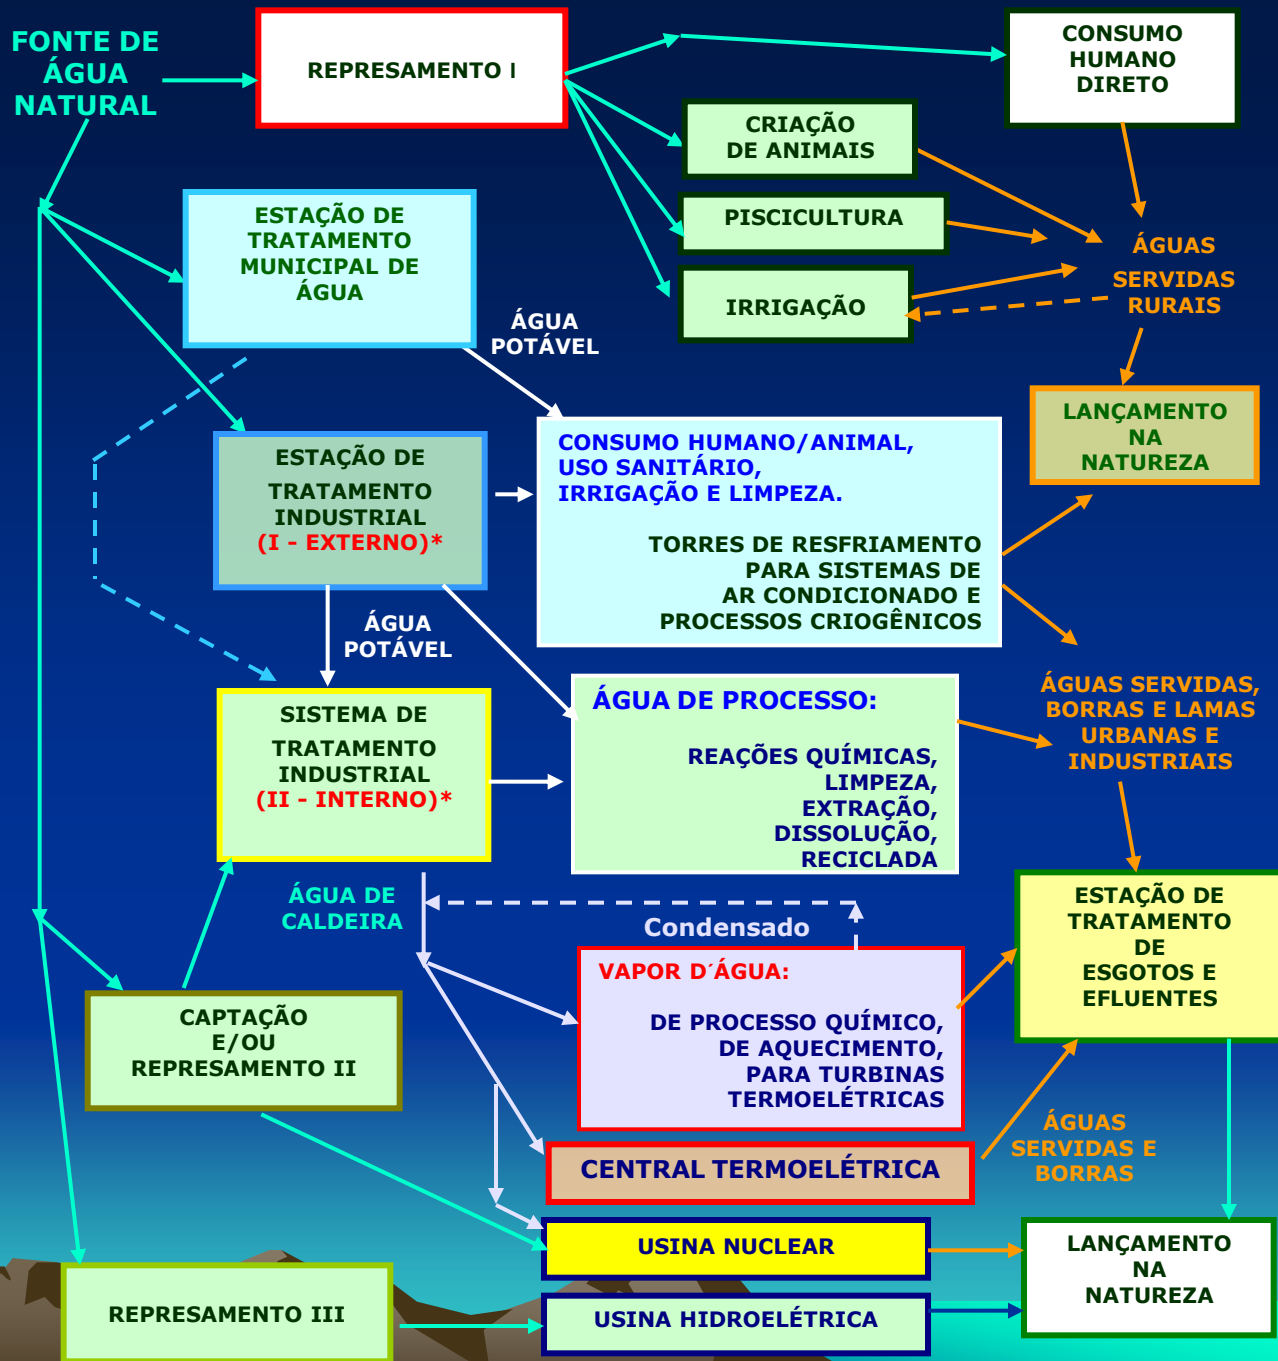 FONTE DE
ÁGUA
NATURAL
REPRESAMENTO I
CONSUMO
HUMANO
DIRETO
CRIAÇÃO
DE ANIMAIS
PISCICULTURA
IRRIGAÇÃO
ÁGUAS
SERVIDAS
RURAIS
LANÇAMENTO
NA
NATUREZA
ESTAÇÃO DE
TRATAMENTO
MUNICIPAL DE
ÁGUA
ÁGUA
POTÁVEL
ESTAÇÃO DE
TRATAMENTO
INDUSTRIAL
(I - EXTERNO)*
CONSUMO HUMANO/ANIMAL,
USO SANITÁRIO,
IRRIGAÇÃO E LIMPEZA.
TORRES DE RESFRIAMENTO
PARA SISTEMAS DE
AR CONDICIONADO E
PROCESSOS CRIOGÊNICOS
ÁGUA
POTÁVEL
SISTEMA DE
TRATAMENTO
INDUSTRIAL
(II - INTERNO)*
ÁGUA DE PROCESSO:
REAÇÕES QUÍMICAS,
LIMPEZA,
EXTRAÇÃO,
DISSOLUÇÃO,
RECICLADA
ÁGUAS SERVIDAS,
BORRAS E LAMAS
URBANAS E
INDUSTRIAIS
ÁGUA DE
CALDEIRA
Condensado
VAPOR D´ÁGUA:
DE PROCESSO QUÍMICO,
DE AQUECIMENTO,
PARA TURBINAS
TERMOELÉTRICAS
ESTAÇÃO DE
TRATAMENTO
DE
ESGOTOS E
EFLUENTES
CAPTAÇÃO
E/OU
REPRESAMENTO II
CENTRAL TERMOELÉTRICA
ÁGUAS
SERVIDAS E
BORRAS
USINA NUCLEAR
LANÇAMENTO
NA
NATUREZA
REPRESAMENTO III
USINA HIDROELÉTRICA